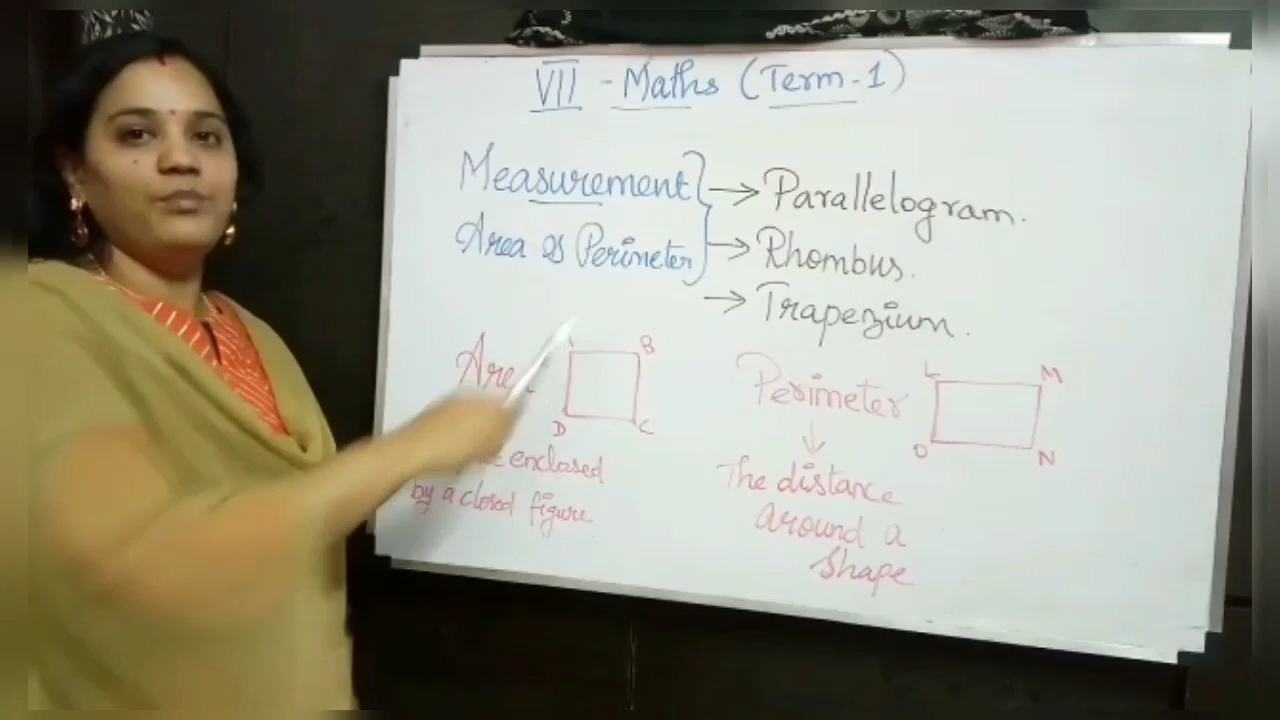 VII - Maths (Term-1)
Measurement
Area & Perimeter
→ Parallelogram.
→ Rhombus.
→ Trapezium.
Area
B
D C
enclosed
by a closed figure
Perimeter
L M
O N
The distance
around a
shape